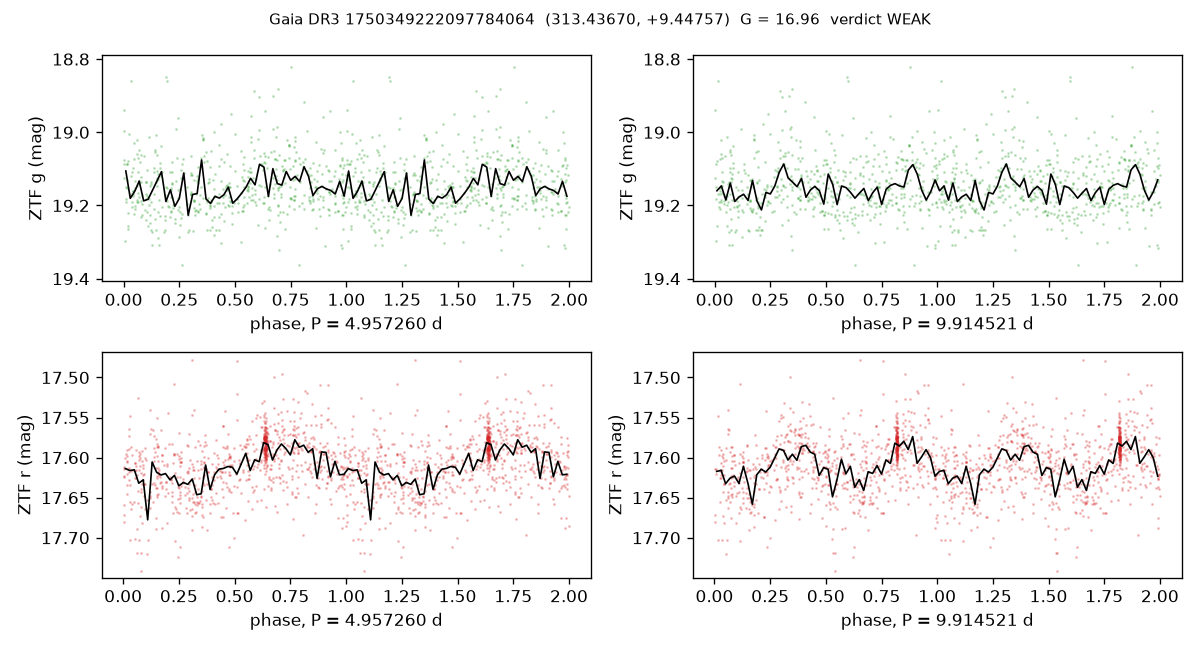 Gaia DR3 1750349222097784064 (313.43670, +9.44757) G = 16.96 verdict WEAK
18.8
19.0
19.2
19.4
ZTF g (mag)
0.00 0.25 0.50 0.75 1.00 1.25 1.50 1.75 2.00
phase, P = 4.957260 d
18.8
19.0
19.2
19.4
ZTF g (mag)
0.00 0.25 0.50 0.75 1.00 1.25 1.50 1.75 2.00
phase, P = 9.914521 d
17.50
17.55
17.60
17.65
17.70
ZTF r (mag)
0.00 0.25 0.50 0.75 1.00 1.25 1.50 1.75 2.00
phase, P = 4.957260 d
17.50
17.55
17.60
17.65
17.70
ZTF r (mag)
0.00 0.25 0.50 0.75 1.00 1.25 1.50 1.75 2.00
phase, P = 9.914521 d